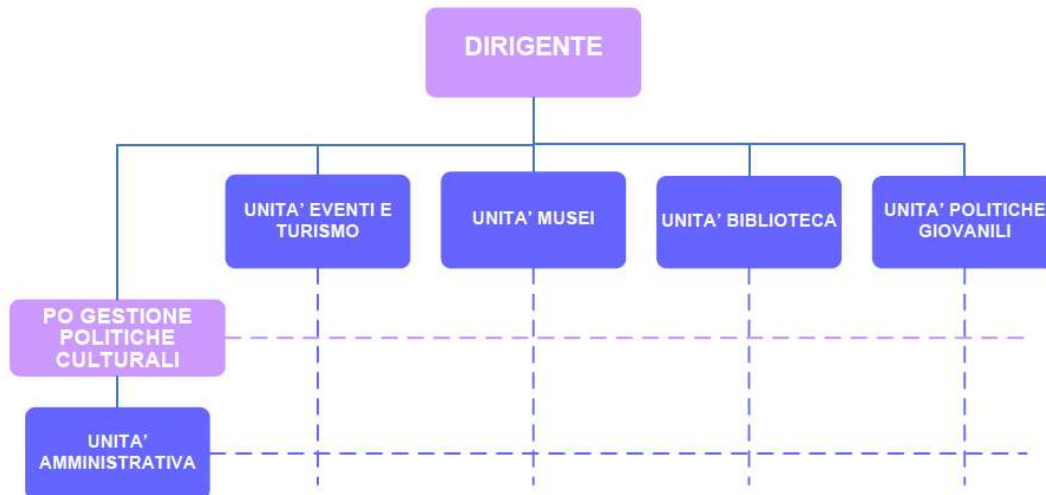 DIRIGENTE
UNITA’ EVENTI E
TURISMO
UNITA’ MUSEI
UNITA’ BIBLIOTECA
UNITA’ POLITICHE
GIOVANILI
PO GESTIONE
POLITICHE
CULTURALI
UNITA’
AMMINISTRATIVA